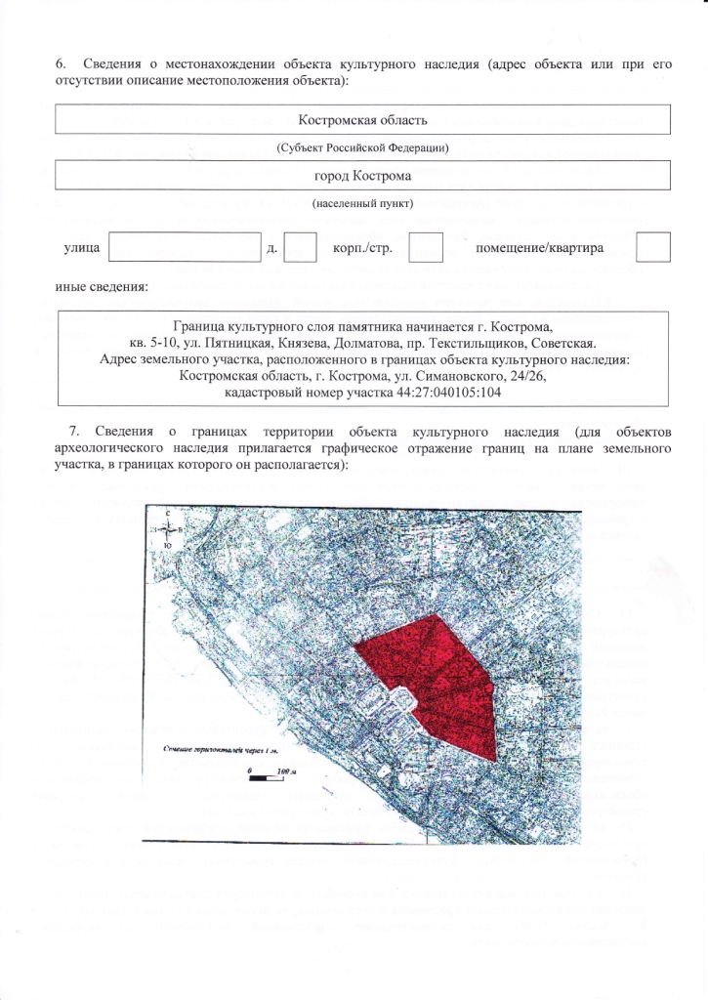 6. Сведения о местонахождении объекта культурного наследия (адрес объекта или при его
отсутствии описание местоположения объекта):
Костромская область
(Субъект Российской Федерации)
город Кострома
(населенный пункт)
улица д. корп./стр. помещение/квартира
иные сведения:
Граница культурного слоя памятника начинается г. Кострома,
кв. 5-10, ул. Пятницкая, Князева, Долматова, пр. Текстильщиков, Советская.
Адрес земельного участка, расположенного в границах объекта культурного наследия:
Костромская область, г. Кострома, ул. Симановского, 24/26,
кадастровый номер участка 44:27:040105:104
7. Сведения о границах территории объекта культурного наследия (для объектов
археологического наследия прилагается графическое отражение границ на плане земельного
участка, в границах которого он располагается):
С
З В
Ю
Сечение горизонталей через 1 м.
0 100 м